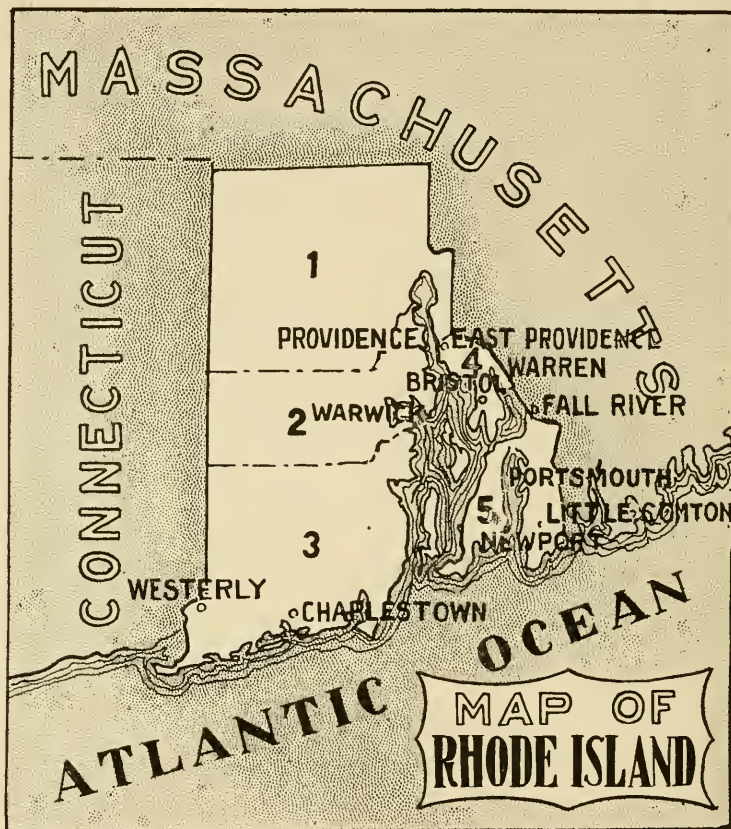 MASSACHUSETTS
CONNECTICUT
1
PROVIDENCE
EAST PROVIDENCE
4
WARREN
BRISTOL
2
WARWICK
FALL RIVER
PORTSMOUTH
5
LITTLE COMTON
3
NEWPORT
WESTERLY
CHARLESTOWN
ATLANTIC OCEAN
MAP OF
RHODE ISLAND